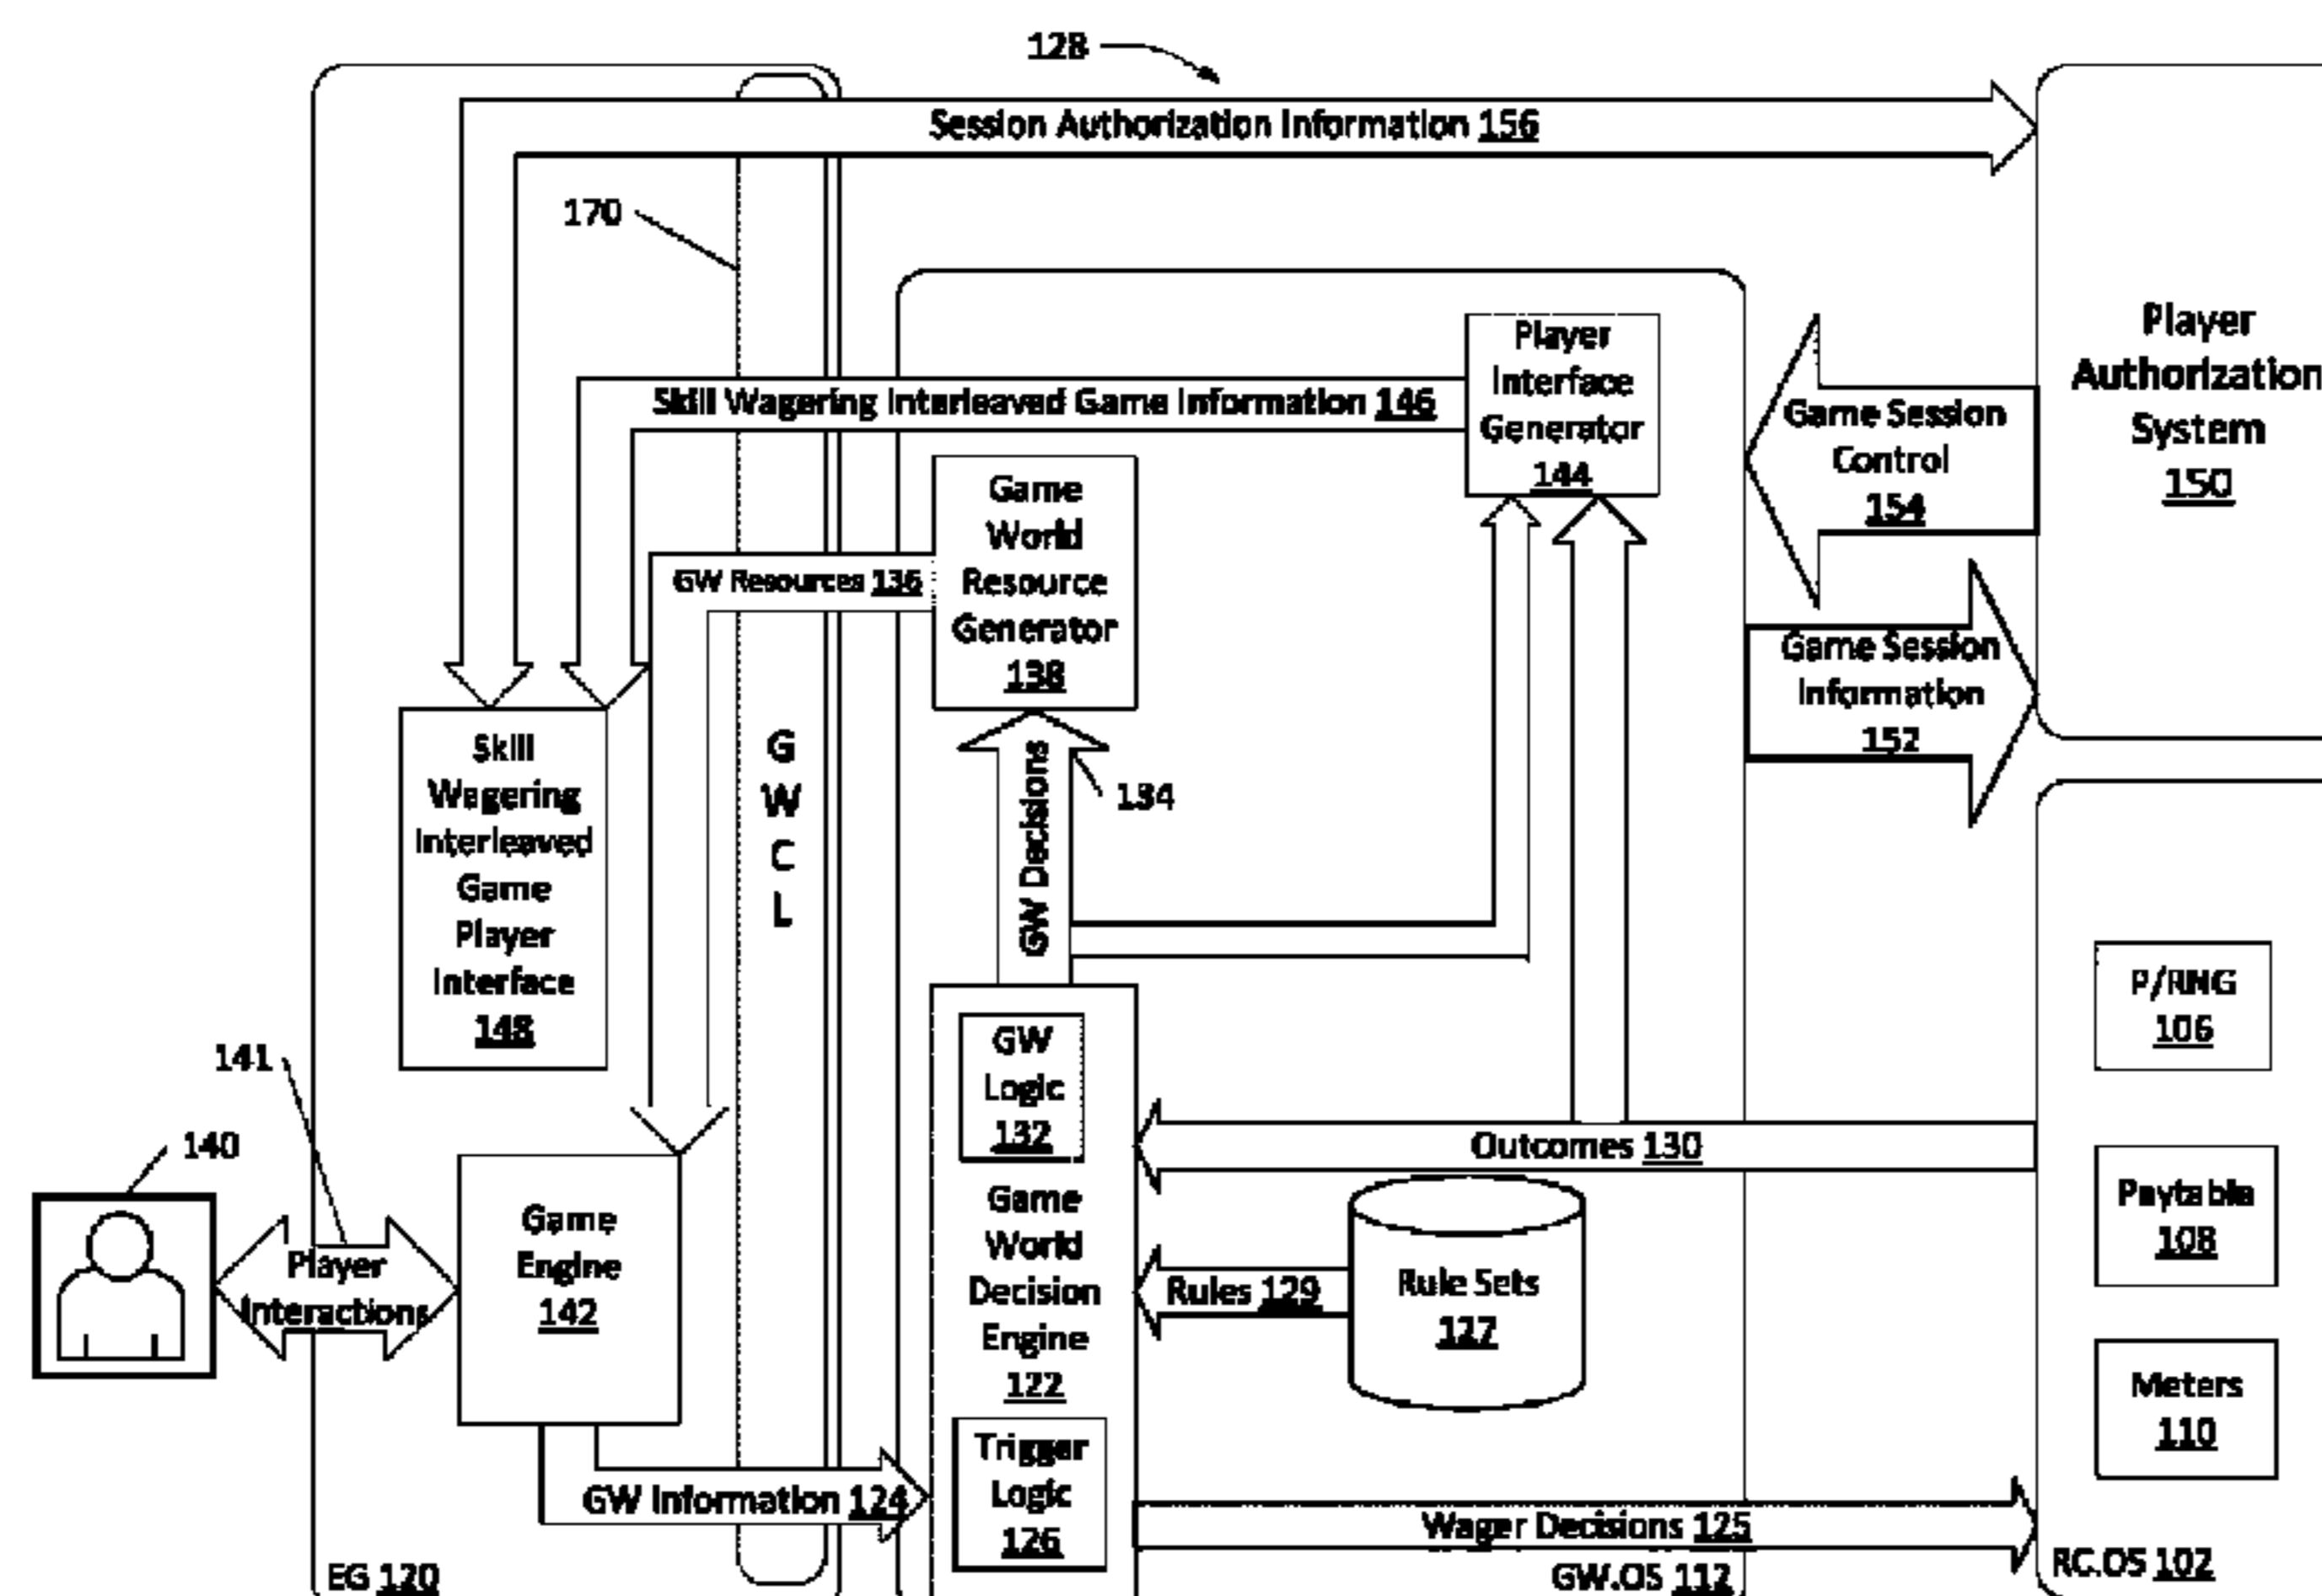 128
Session Authorization Information 156
170
Player
Interface
Generator
144
Player
Authorization
System
150
Skill Wagering Interleaved Game Information 146
Game Session
Control
154
Game
World
Resource
Generator
138
GW Resources 136
Game Session
Information
152
Skill
Wagering
Interleaved
Game
Player
Interface
148
G
W
C
L
GW Decisions
134
P/RNG
106
GW
Logic
132
141
140
Outcomes 130
Paytable
108
Player
Interactions
Game
Engine
142
Game
World
Decision
Engine
122
Rules 129
Rule Sets
127
Meters
110
Trigger
Logic
126
GW Information 124
Wager Decisions 125
EG 120
GW.OS 112
RC.OS 102